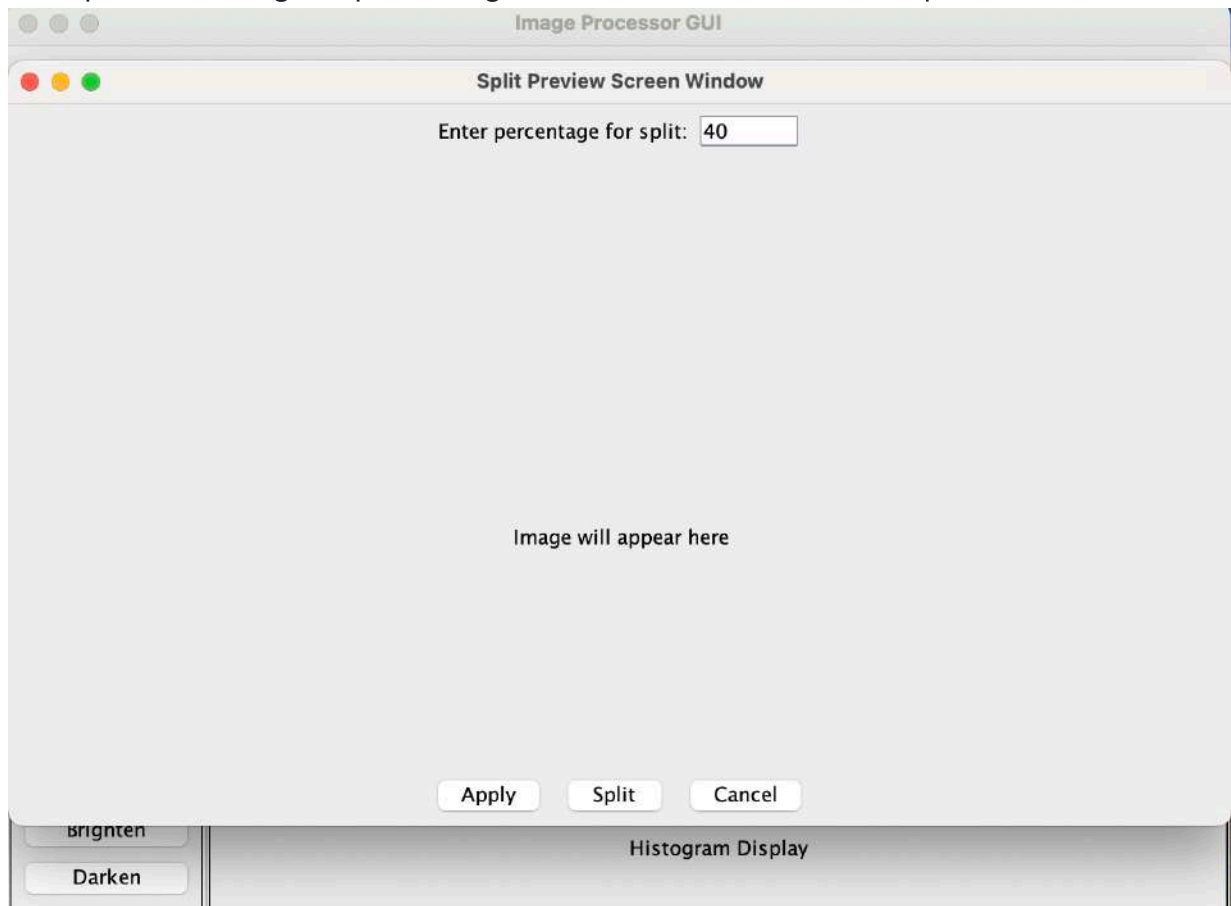 Image Processor GUI
Split Preview Screen Window
Enter percentage for split: 40
Image will appear here
Apply Split Cancel
Brighten
Histogram Display
Darken